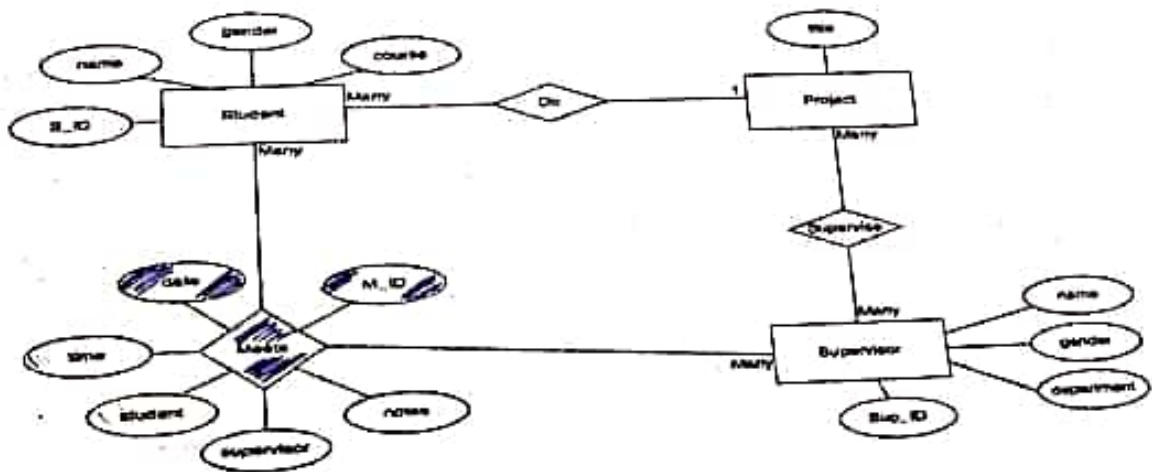 gender
title
name
course
Many
Do
1
Project
Student
S_ID
Many
Many
Supervise
date
M_ID
Many
name
time
Meets
Many
Supervisor
gender
department
student
notes
Sup_ID
supervisor